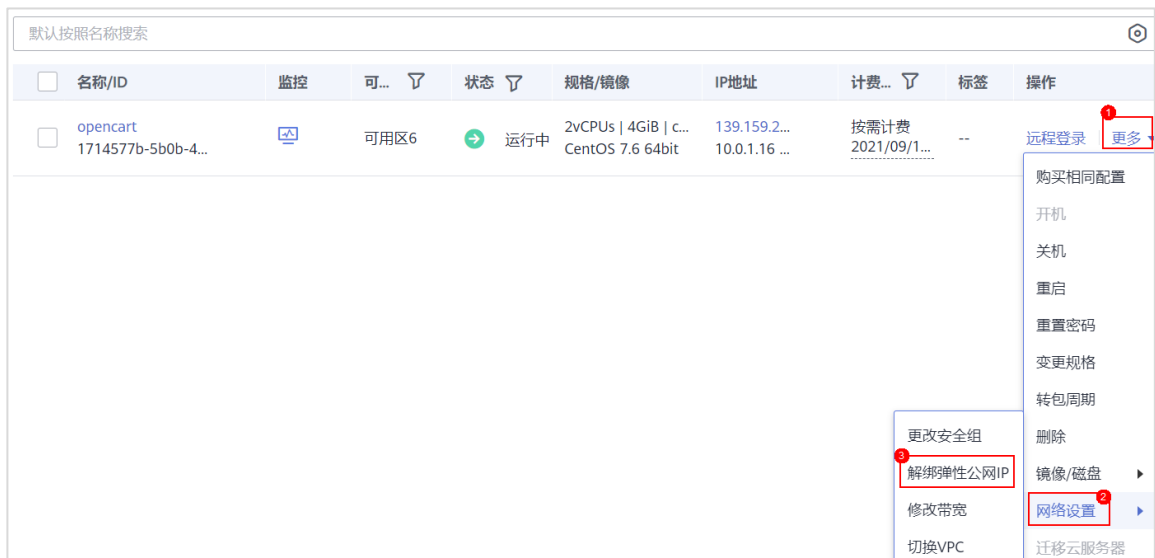 默认按照名称搜索
名称/ID 监控 可... 状态 规格/镜像 IP地址 计费... 标签 操作
1
opencart 可用区6 运行中 2vCPUs | 4GiB | c... 139.159.2... 按需计费 -- 远程登录 更多
1714577b-5b0b-4... CentOS 7.6 64bit 10.0.1.16 ... 2021/09/1...
购买相同配置
开机
关机
重启
重置密码
变更规格
转包周期
删除
镜像/磁盘
2
网络设置
迁移云服务器
更改安全组
3
解绑弹性公网IP
修改带宽
切换VPC